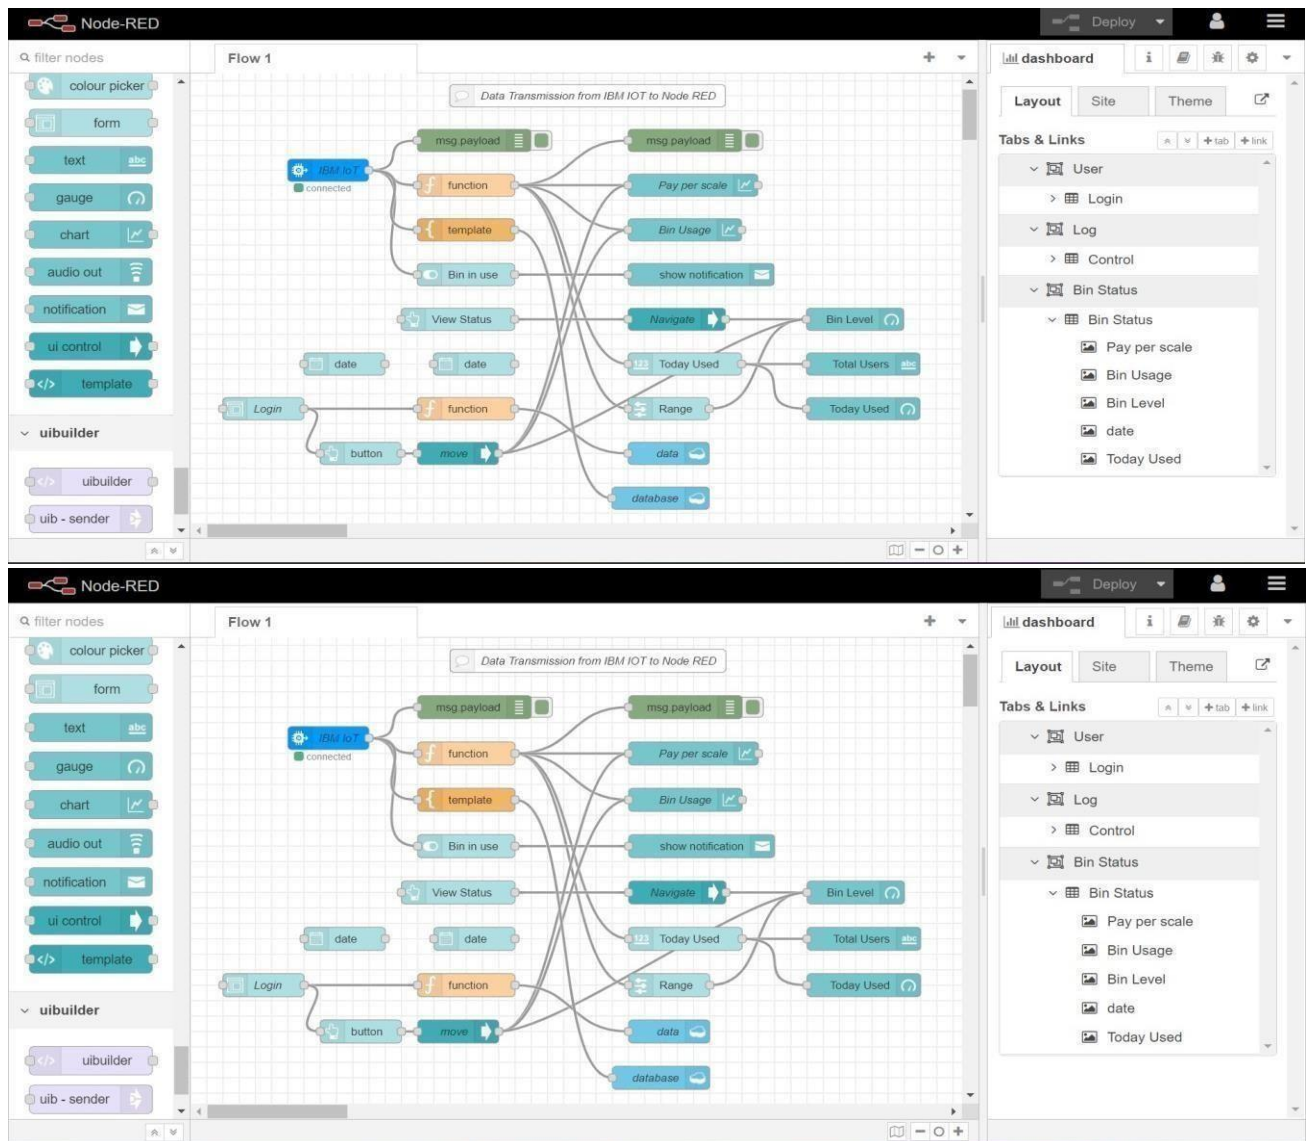 Node-RED
Deploy
filter nodes
Flow 1
dashboard
i
colour picker
form
text
abc
gauge
chart
audio out
notification
ui control
</> template
uibuilder
</> uibuilder
uib - sender
Data Transmission from IBM IOT to Node RED
msg.payload
msg.payload
IBM IoT
connected
f function
Pay per scale
{ template
Bin Usage
Bin in use
show notification
View Status
Navigate
Bin Level
date
date
123 Today Used
Total Users abc
Login
f function
Range
Today Used
button
move
data
database
Layout
Site
Theme
Tabs & Links
+ tab
+ link
User
Login
Log
Control
Bin Status
Bin Status
Pay per scale
Bin Usage
Bin Level
date
Today Used
Node-RED
Deploy
filter nodes
Flow 1
dashboard
i
colour picker
form
text
abc
gauge
chart
audio out
notification
ui control
</> template
uibuilder
</> uibuilder
uib - sender
Data Transmission from IBM IOT to Node RED
msg.payload
msg.payload
IBM IoT
connected
f function
Pay per scale
{ template
Bin Usage
Bin in use
show notification
View Status
Navigate
Bin Level
date
date
123 Today Used
Total Users abc
Login
f function
Range
Today Used
button
move
data
database
Layout
Site
Theme
Tabs & Links
+ tab
+ link
User
Login
Log
Control
Bin Status
Bin Status
Pay per scale
Bin Usage
Bin Level
date
Today Used